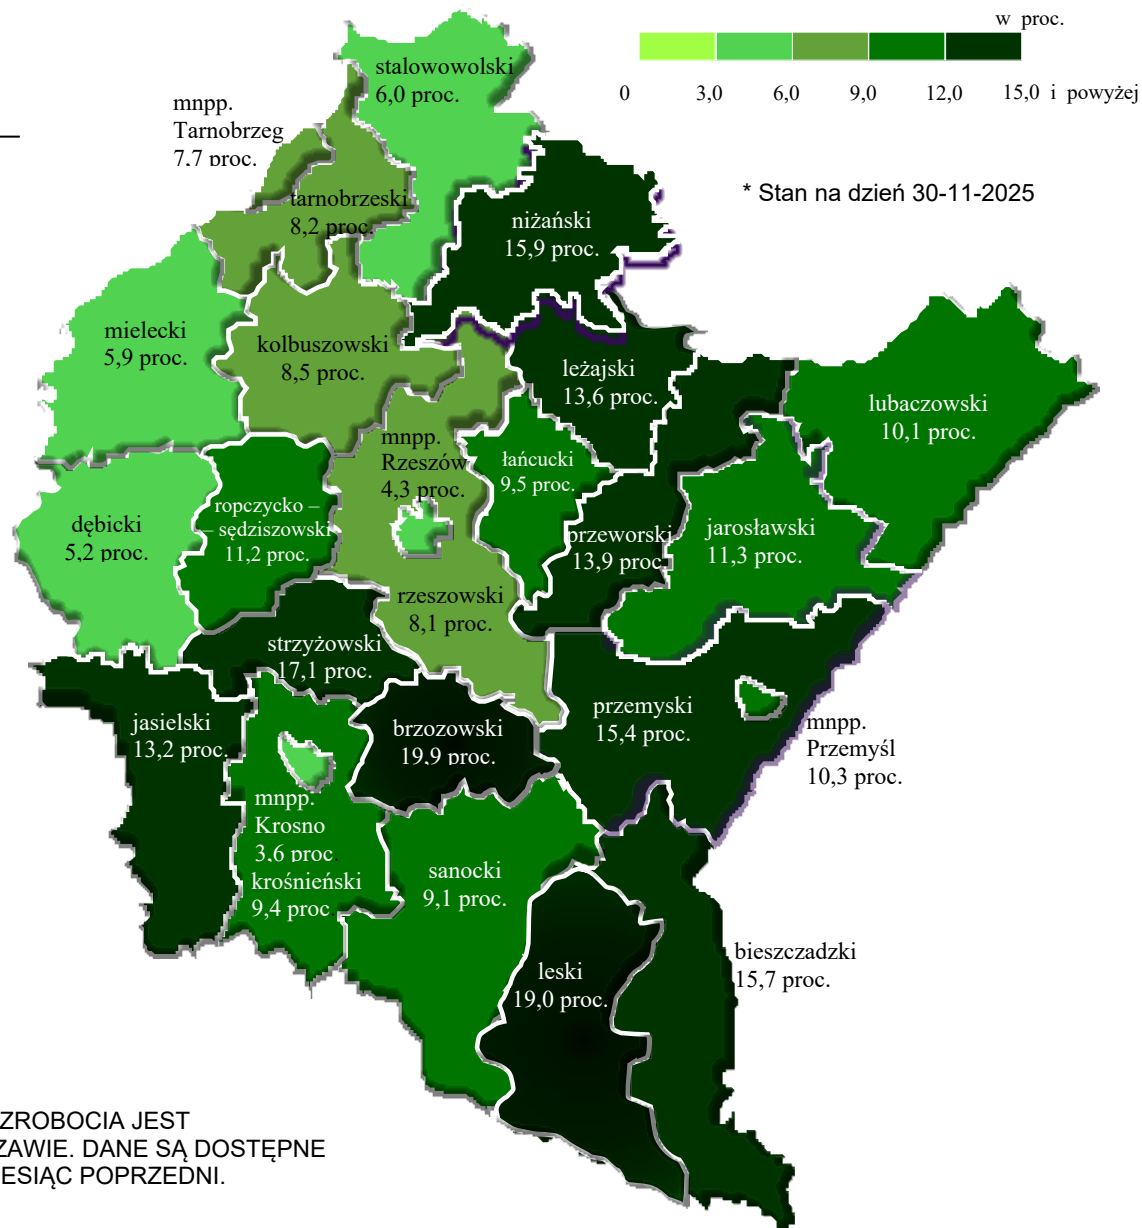 w proc.
0 3,0 6,0 9,0 12,0 15,0 i powyżej
* Stan na dzień 30-11-2025
stalowowolski
6,0 proc.
mnpp.
Tarnobrzeg
7,7 proc.
tarnobrzeski
8,2 proc.
niżański
15,9 proc.
mielecki
5,9 proc.
kolbuszowski
8,5 proc.
leżajski
13,6 proc.
lubaczowski
10,1 proc.
mnpp.
Rzeszów
4,3 proc.
łańcucki
9,5 proc.
dębicki
5,2 proc.
ropczycko –
– sędziszowski
11,2 proc.
przeworski
13,9 proc.
jarosławski
11,3 proc.
rzeszowski
8,1 proc.
strzyżowski
17,1 proc.
jasielski
13,2 proc.
brzozowski
19,9 proc.
przemyski
15,4 proc.
mnpp.
Przemyśl
10,3 proc.
mnpp.
Krosno
3,6 proc.
krośnieński
9,4 proc.
sanocki
9,1 proc.
leski
19,0 proc.
bieszczadzki
15,7 proc.
ZROBOCIA JEST
ZAWIE. DANE SĄ DOSTĘPNE
ESIĄC POPRZEDNI.